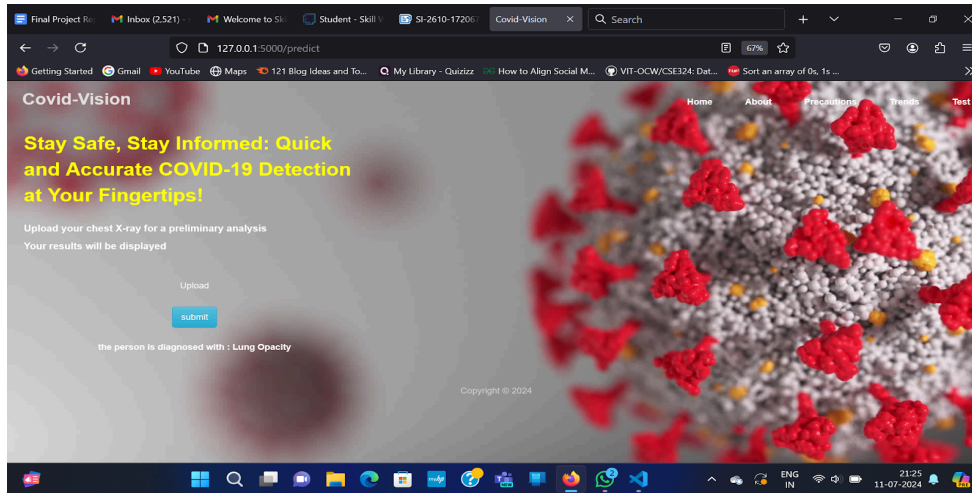 Final Project Re
Inbox (2,521) -
Welcome to Ski
Student - Skill W
SI-2610-172067
Covid-Vision
Search
127.0.0.1:5000/predict
67%
Getting Started
Gmail
YouTube
Maps
121 Blog Ideas and To...
My Library - Quizizz
How to Align Social M...
VIT-OCW/CSE324: Dat...
Sort an array of 0s, 1s ...
Covid-Vision
Home
About
Precautions
Trends
Test
Stay Safe, Stay Informed: Quick
and Accurate COVID-19 Detection
at Your Fingertips!
Upload your chest X-ray for a preliminary analysis
Your results will be displayed
Upload
submit
the person is diagnosed with : Lung Opacity
Copyright © 2024
ENG
IN
21:25
11-07-2024